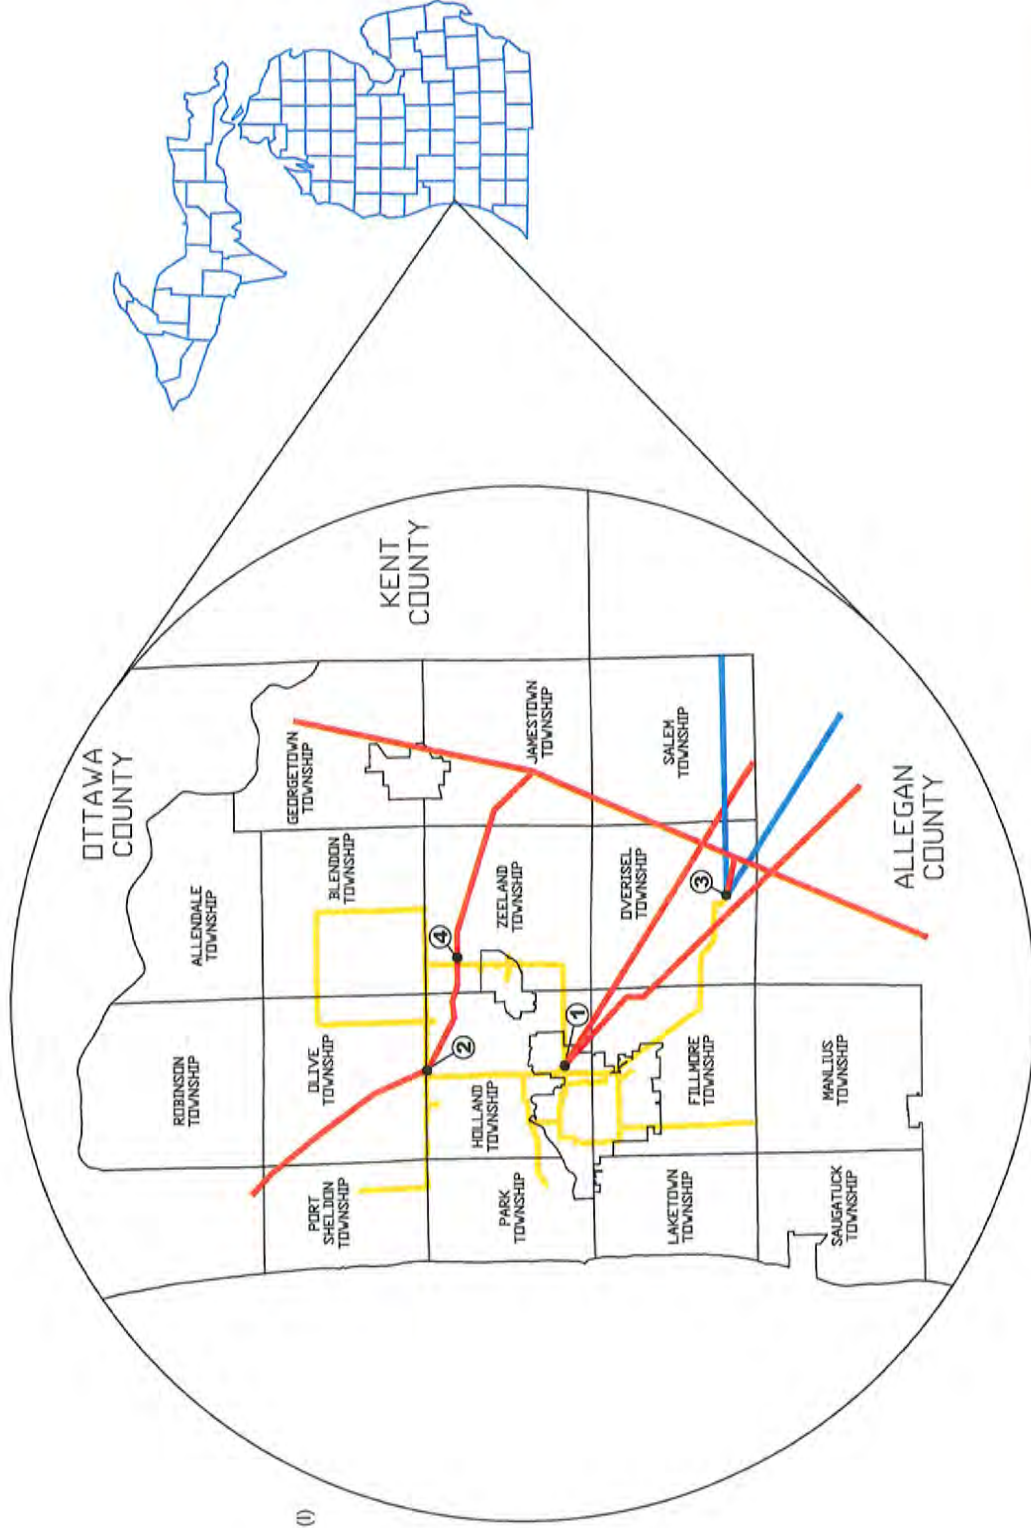 (I)
OTTAWA
COUNTY
KENT
COUNTY
ALLEGAN
COUNTY
ROBINSON
TOWNSHIP
ALLENDALE
TOWNSHIP
GEORGETOWN
TOWNSHIP
PORT
SHELDON
TOWNSHIP
OLIVE
TOWNSHIP
BLENDON
TOWNSHIP
PARK
TOWNSHIP
HOLLAND
TOWNSHIP
ZEELAND
TOWNSHIP
JAMESTOWN
TOWNSHIP
LAKETOWN
TOWNSHIP
FILLMORE
TOWNSHIP
OVERISEL
TOWNSHIP
SALEM
TOWNSHIP
SAUGATUCK
TOWNSHIP
MANLIUS
TOWNSHIP
2
4
1
3